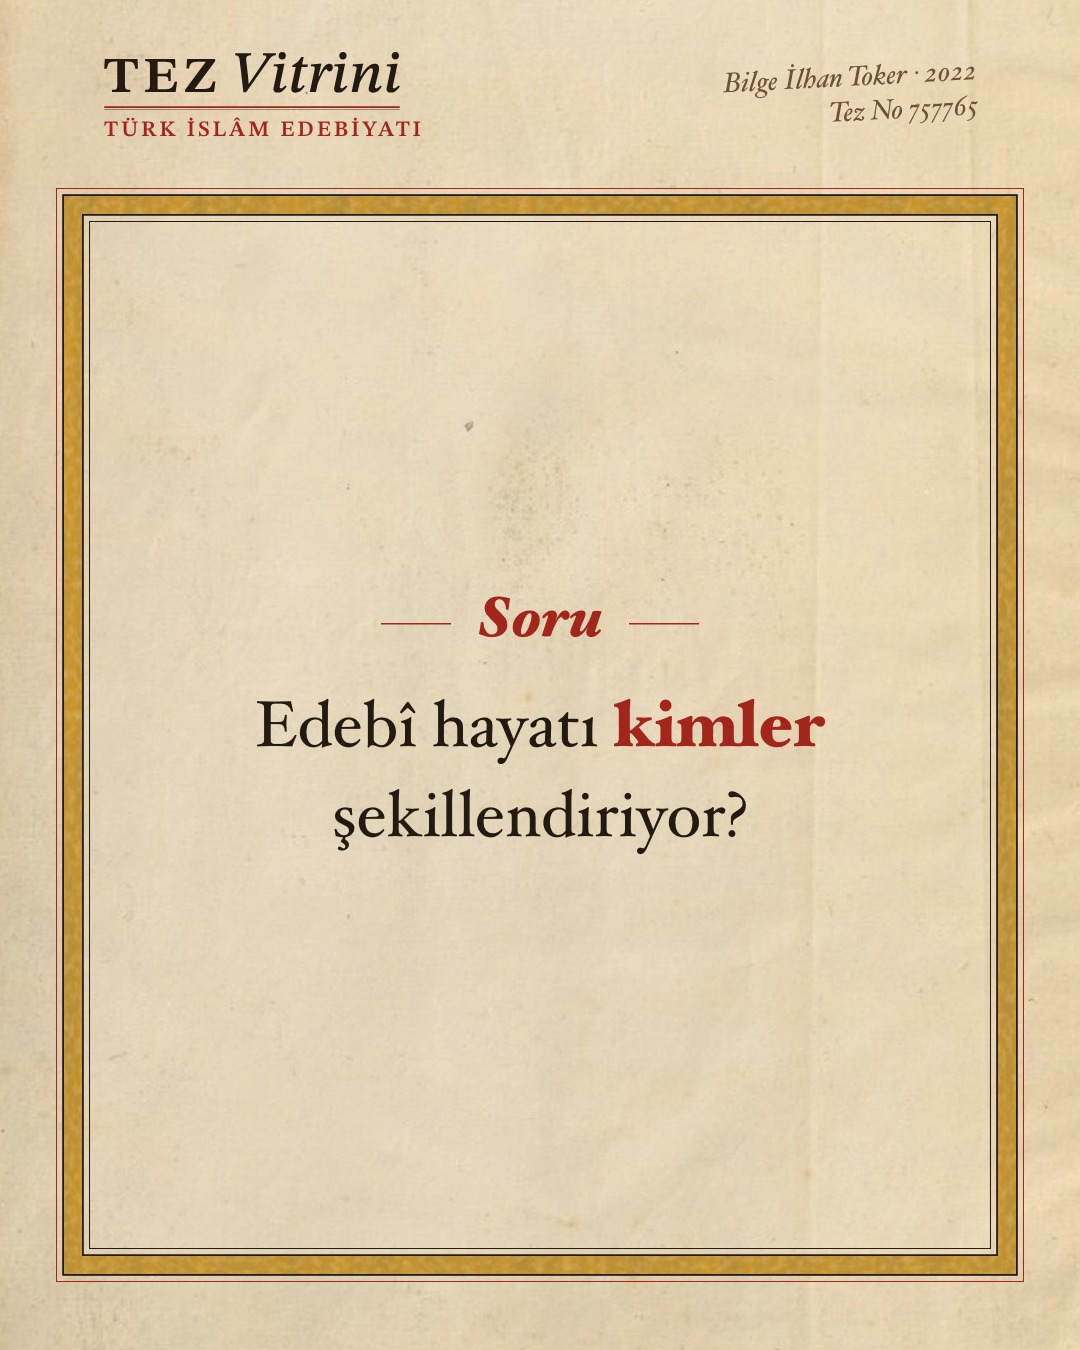 TEZ Vitrini
TÜRK İSLÂM EDEBİYATI
Bilge İlhan Toker · 2022
Tez No 757765
Soru
Edebî hayatı kimler
şekillendiriyor?